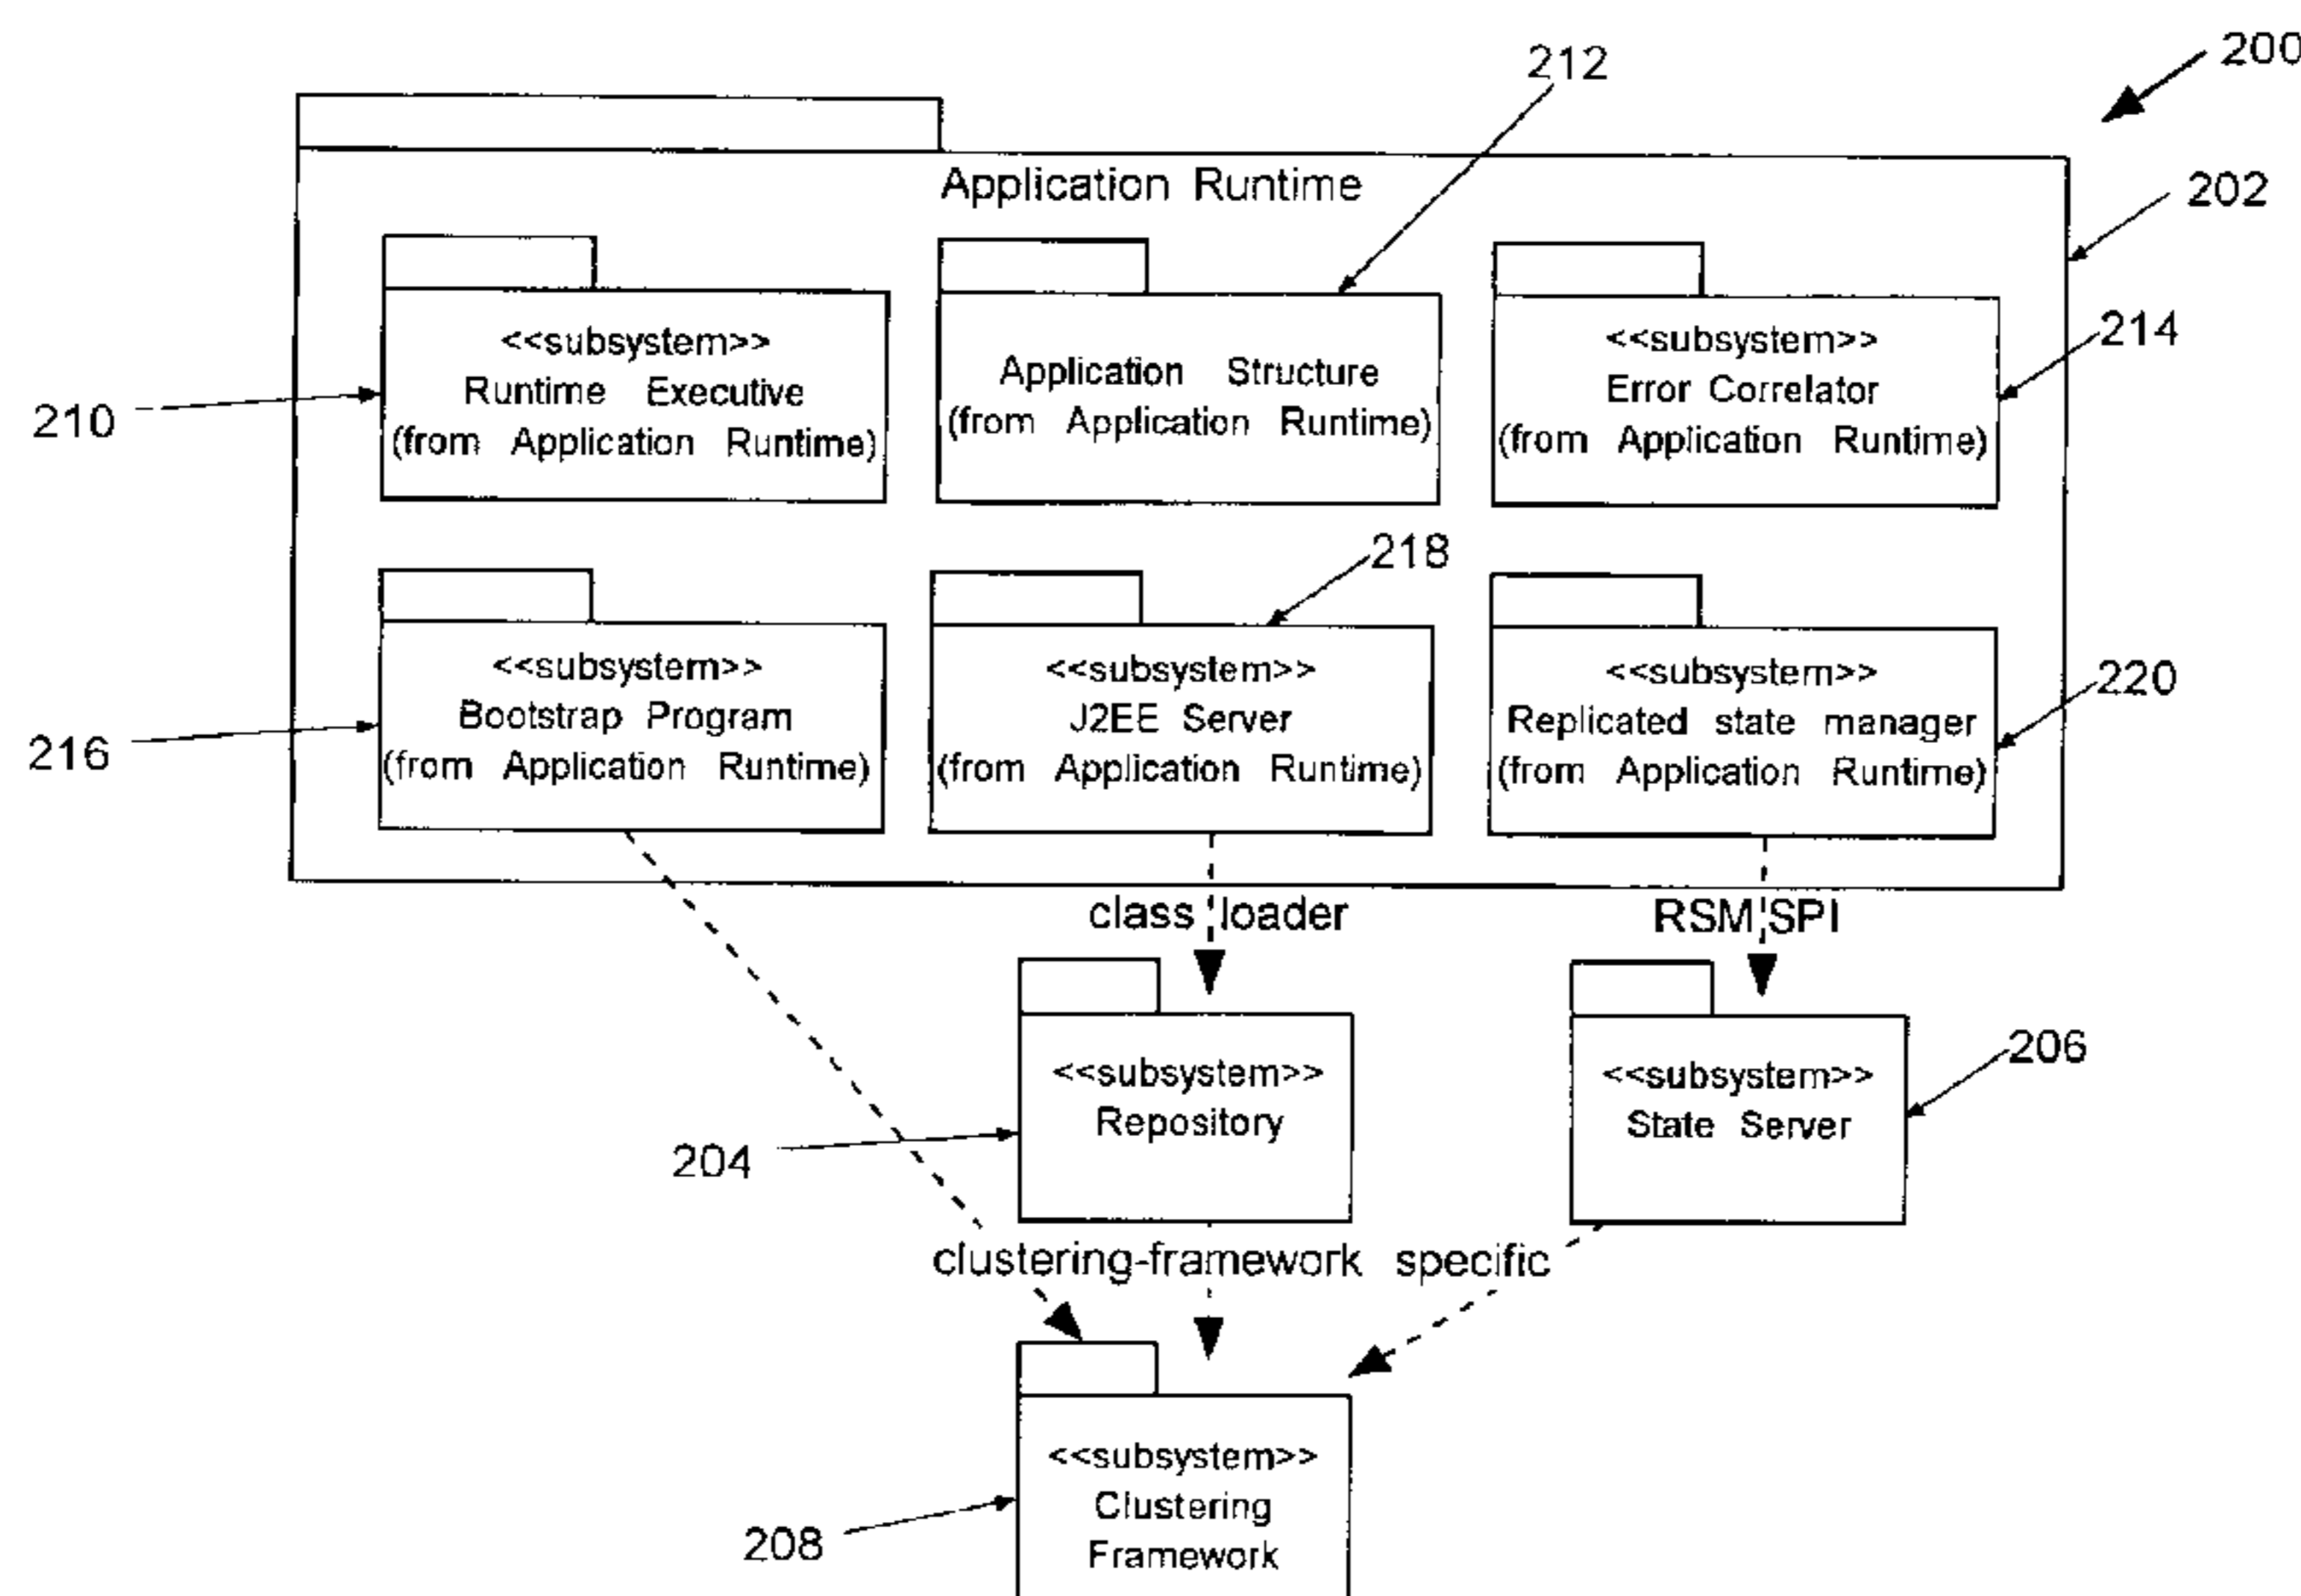 200
212
Application Runtime
202
<<subsystem>>
Runtime Executive
(from Application Runtime)
210
Application Structure
(from Application Runtime)
<<subsystem>>
Error Correlator
(from Application Runtime)
214
218
<<subsystem>>
Bootstrap Program
(from Application Runtime)
216
<<subsystem>>
J2EE Server
(from Application Runtime)
<<subsystem>>
Replicated state manager
(from Application Runtime)
220
class loader
RSM SPI
<<subsystem>>
Repository
204
<<subsystem>>
State Server
206
clustering-framework specific
<<subsystem>>
Clustering
Framework
208